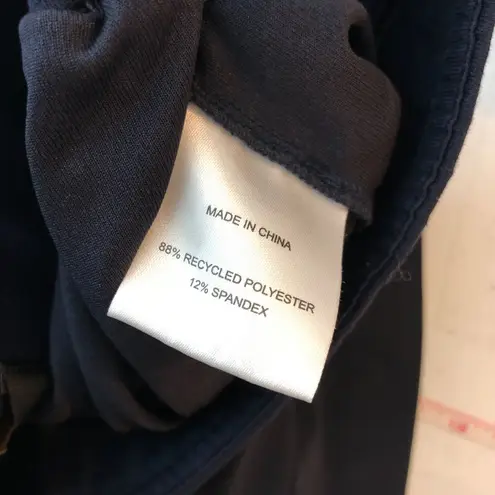 MADE IN CHINA
88% RECYCLED POLYESTER
12% SPANDEX